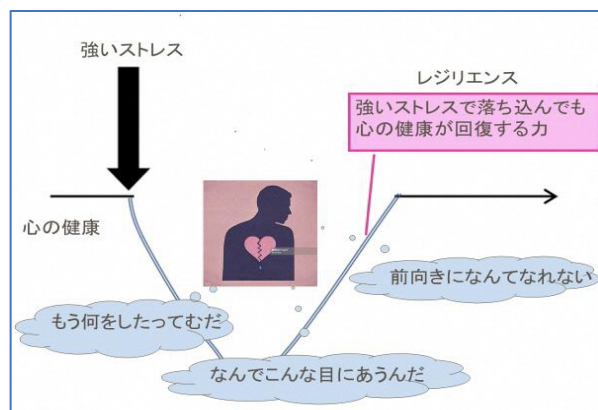 強いストレス
レジリエンス
強いストレスで落ち込んでも
心の健康が回復する力
心の健康
前向きになんてなれない
もう何をしたってむだ
なんでこんな目にあうんだ